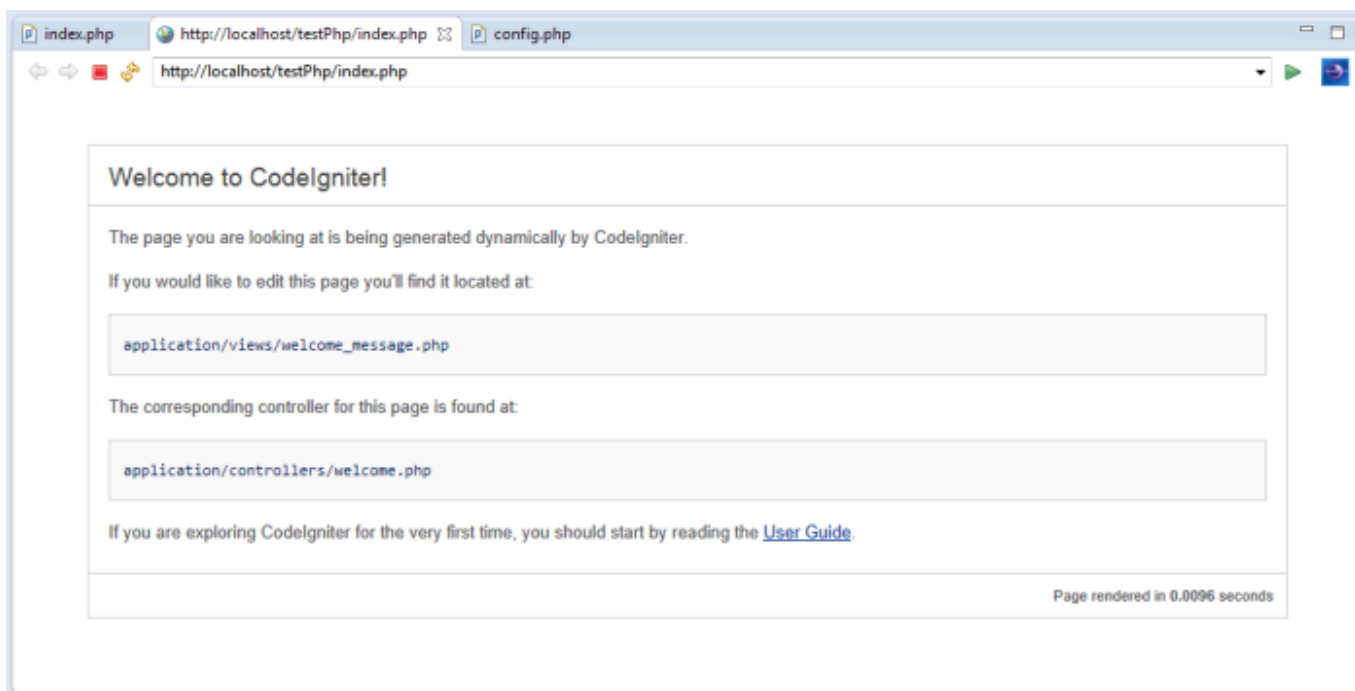 index.php http://localhost/testPhp/index.php config.php
http://localhost/testPhp/index.php
Welcome to CodeIgniter!
The page you are looking at is being generated dynamically by CodeIgniter.
If you would like to edit this page you'll find it located at:
application/views/welcome_message.php
The corresponding controller for this page is found at:
application/controllers/welcome.php
If you are exploring CodeIgniter for the very first time, you should start by reading the User Guide.
Page rendered in 0.0096 seconds